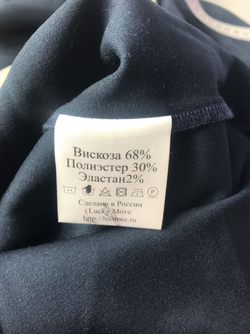 Вискоза 68%
Полиэстер 30%
Эластан2%
Сделано в России
(Lucky Move